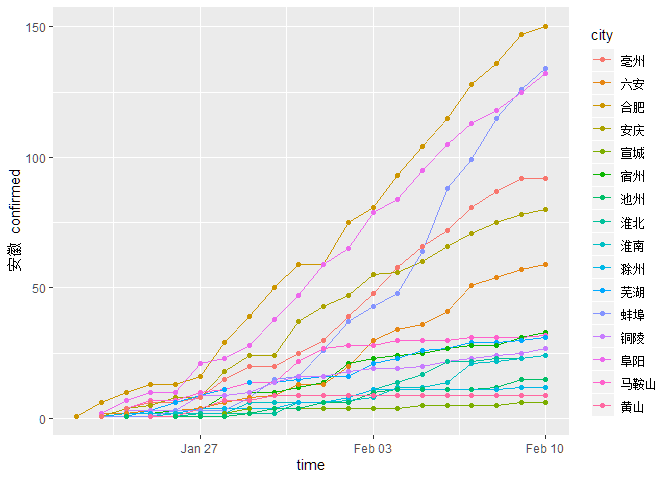 150
100
50
0
安徽 confirmed
Jan 27
Feb 03
Feb 10
time
city
亳州
六安
合肥
安庆
宣城
宿州
池州
淮北
淮南
滁州
芜湖
蚌埠
铜陵
阜阳
马鞍山
黄山